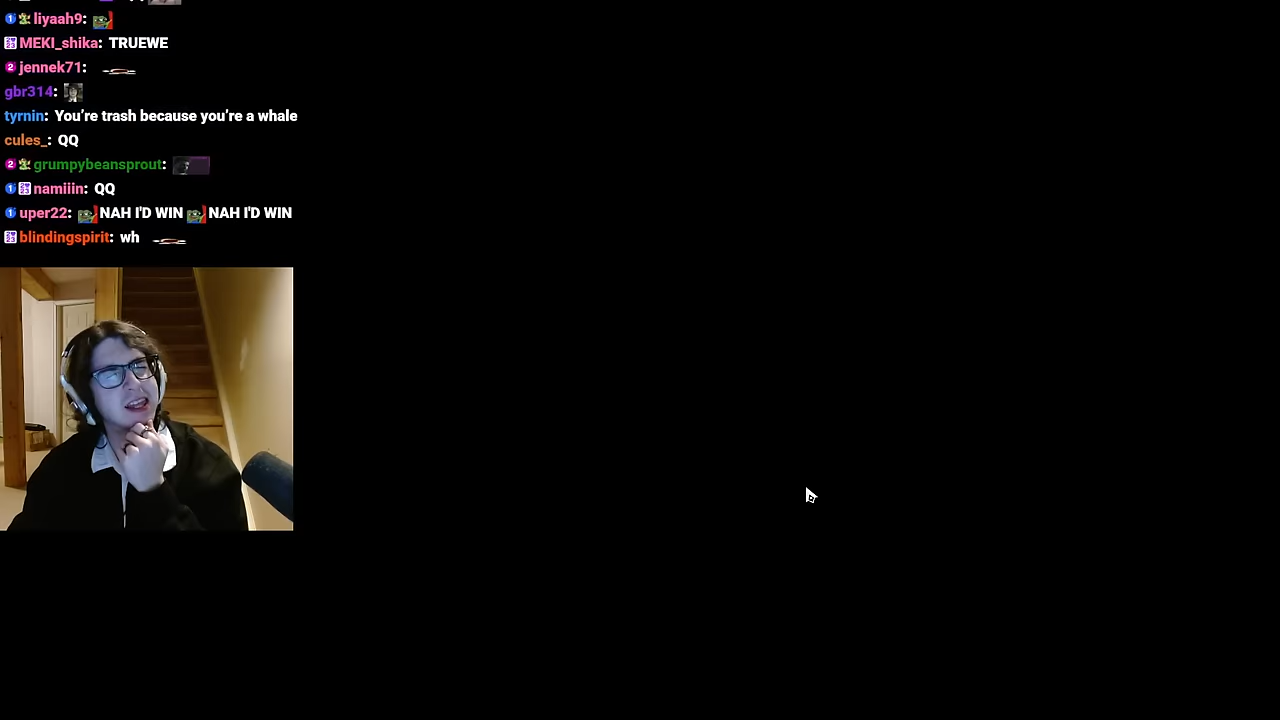 liyaah9:
MEKI_shika: TRUEWE
jennek71:
gbr314:
tyrnin: You're trash because you're a whale
cules_: QQ
grumpybeansprout:
namiiin: QQ
uper22: NAH I'D WIN NAH I'D WIN
blindingspirit: wh